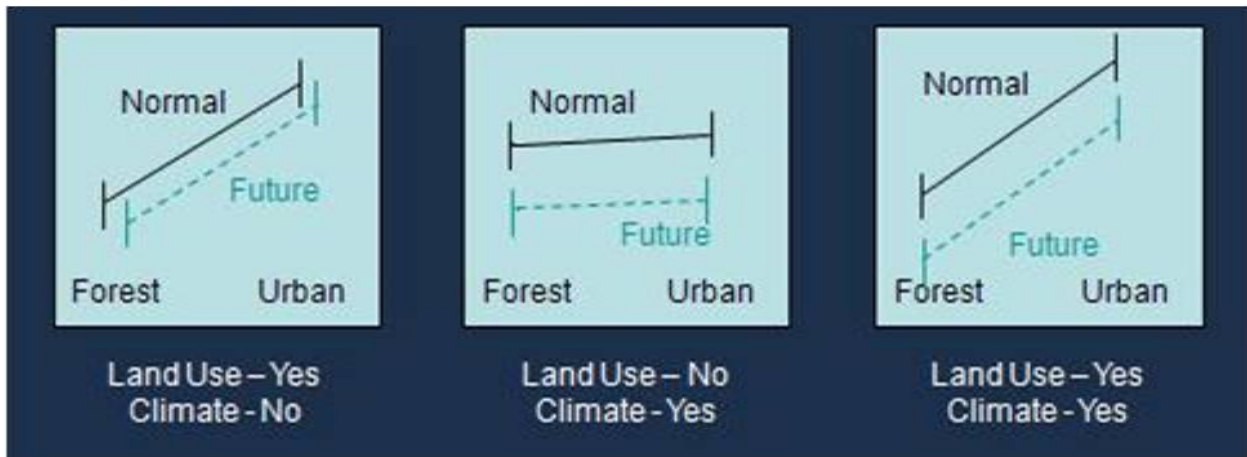 Normal
Future
Forest Urban
Land Use – Yes
Climate - No
Normal
Future
Forest Urban
Land Use – No
Climate - Yes
Normal
Future
Forest Urban
Land Use – Yes
Climate - Yes